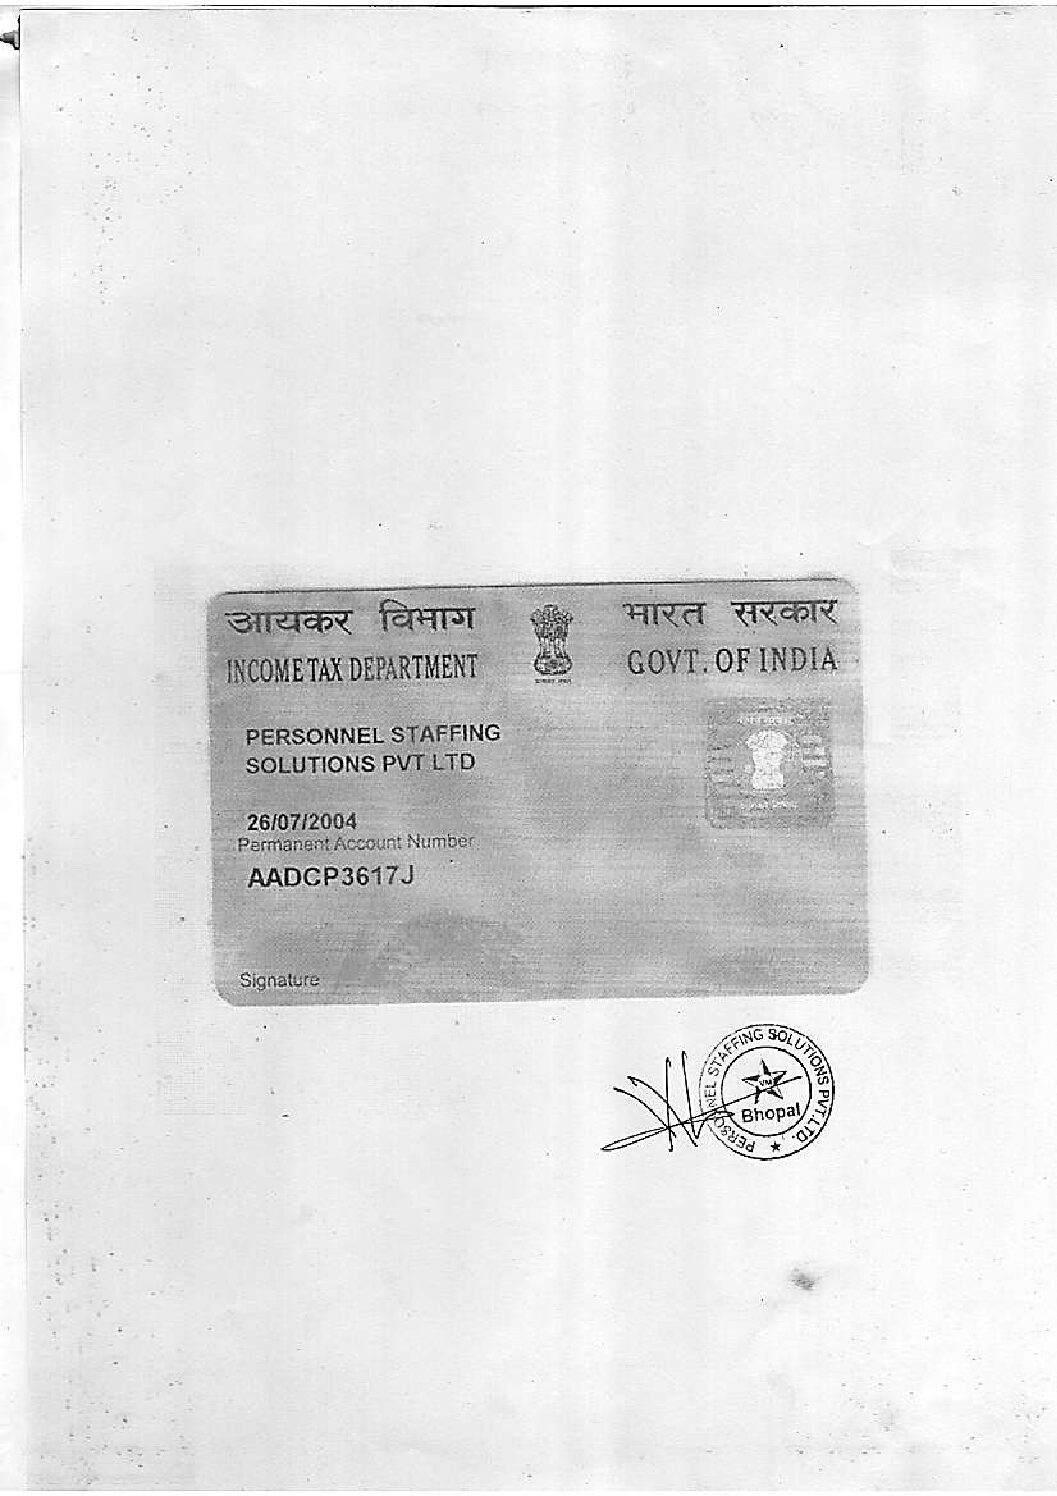 आयकर विभाग
INCOME TAX DEPARTMENT
भारत सरकार
GOVT. OF INDIA
PERSONNEL STAFFING
SOLUTIONS PVT LTD
26/07/2004
Permanent Account Number
AADCP3617J
Signature
PERSONNEL STAFFING SOLUTIONS PVT.LTD.
VM
Bhopal